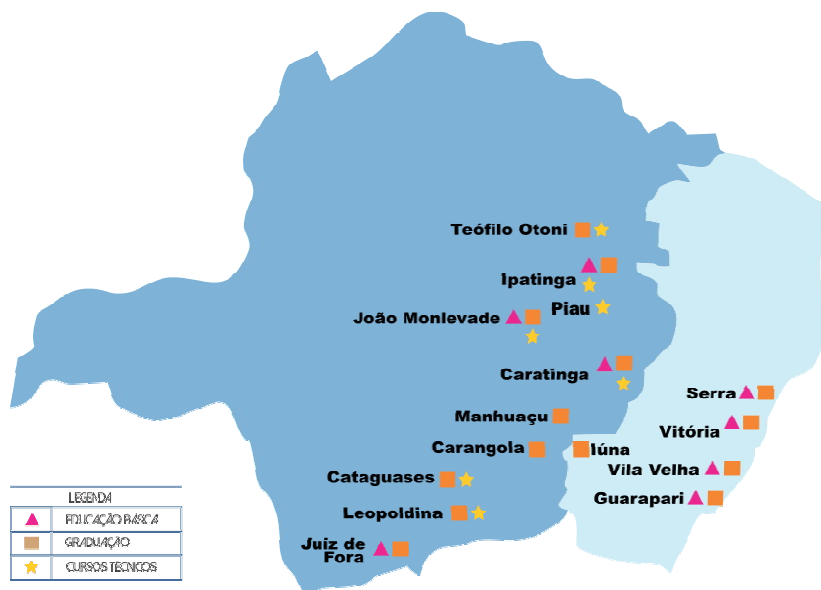 Teófilo Otoni
Ipatinga
Piau
João Monlevade
Caratinga
Serra
Manhuaçu
Vitória
Carangola
Iúna
Vila Velha
Cataguases
Guarapari
Leopoldina
Juiz de
Fora
LEGENDA
EDUCAÇÃO BÁSICA
GRADUAÇÃO
CURSOS TÉCNICOS